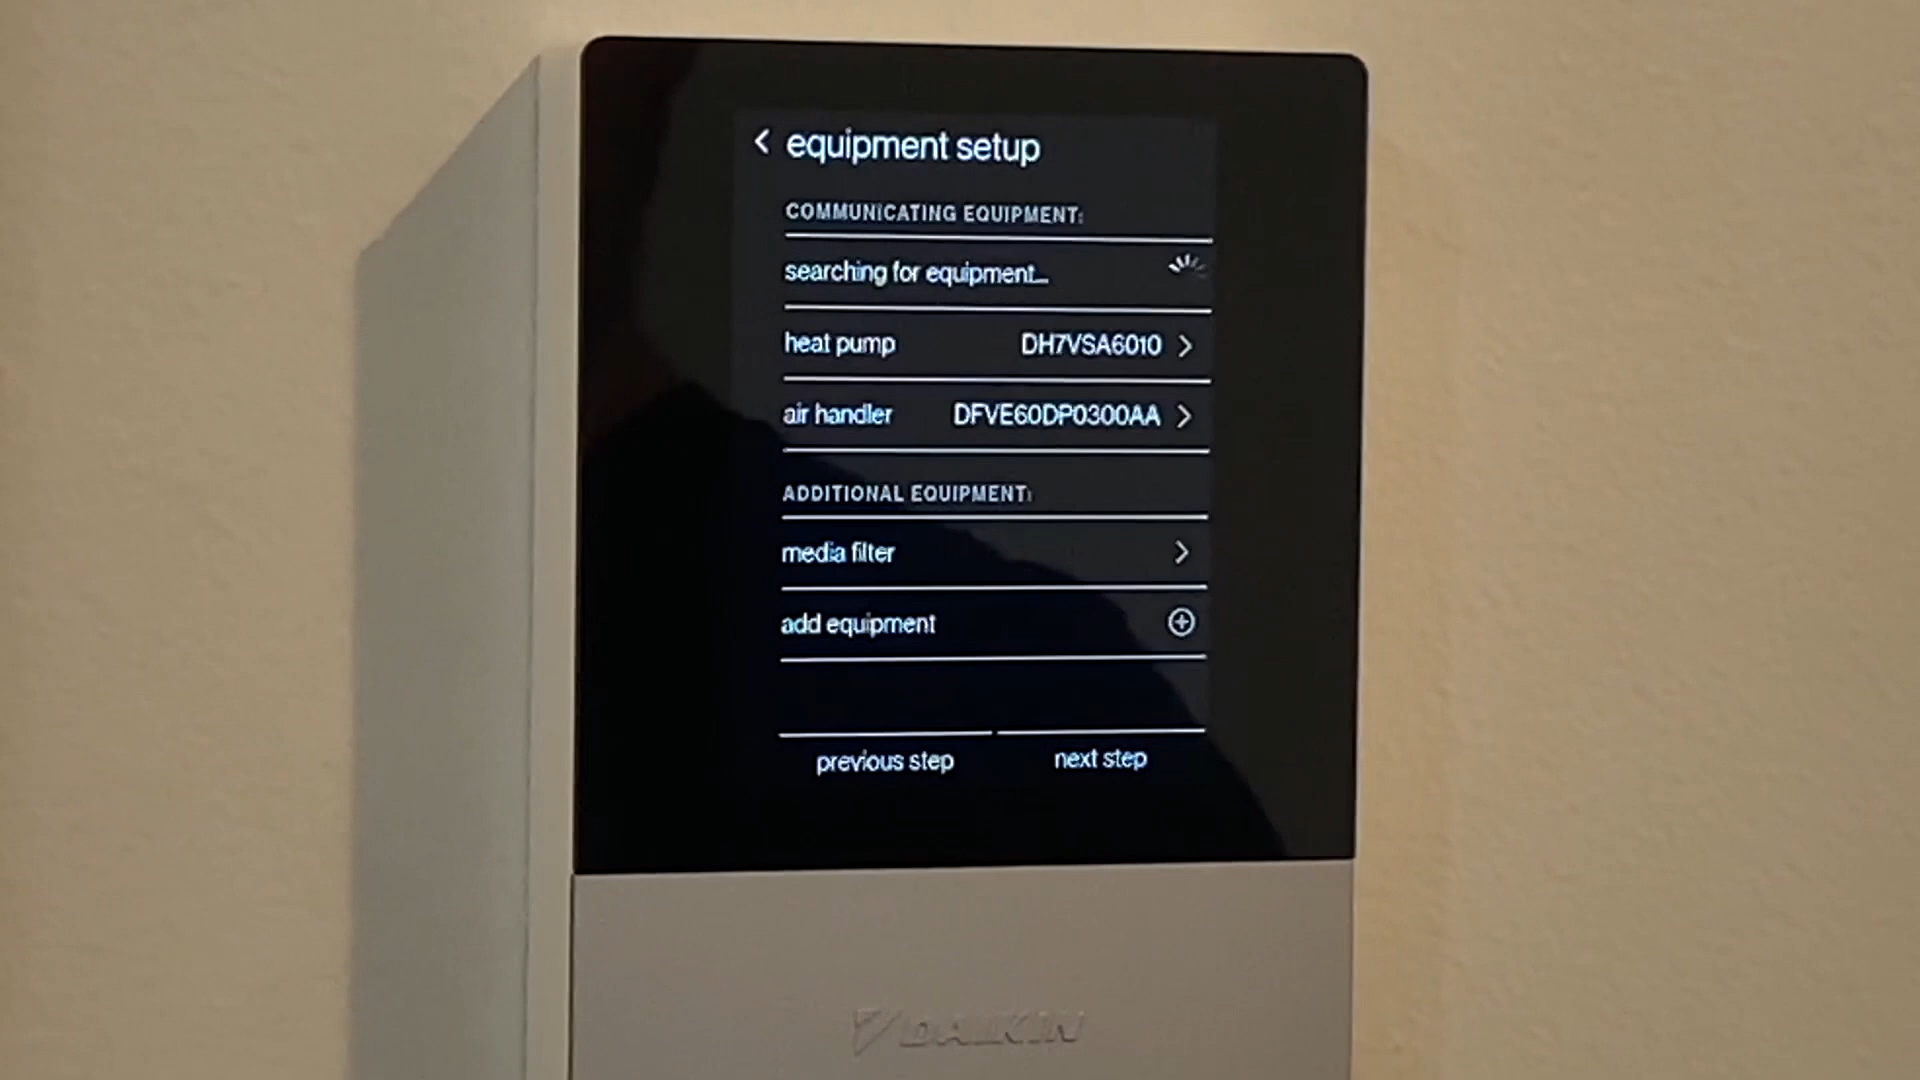 equipment setup
COMMUNICATING EQUIPMENT:
searching for equipment...
heat pump DH7VSA6010
air handler DFVE60DP0300AA
ADDITIONAL EQUIPMENT:
media filter
add equipment
previous step next step
DAIKIN